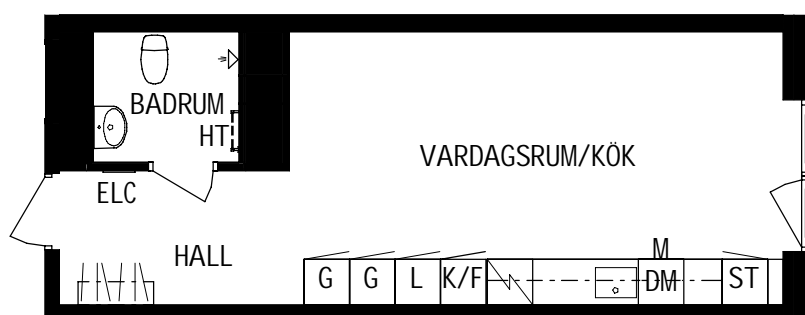 BADRUM
HT
VARDAGSRUM/KÖK
ELC
HALL
M
G G L K/F DM ST